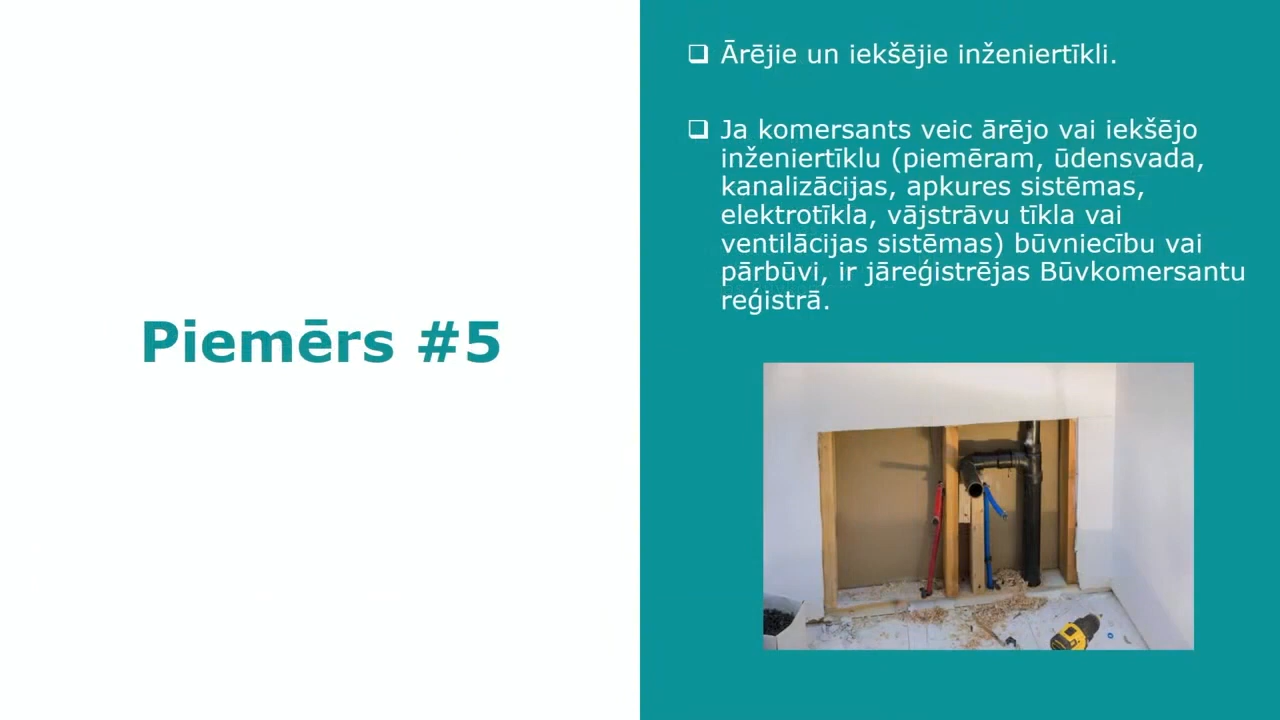 Piemērs #5
❑ Ārējie un iekšējie inženiertīkli.
❑ Ja komersants veic ārējo vai iekšējo
inženiertīklu (piemēram, ūdensvada,
kanalizācijas, apkures sistēmas,
elektrotīkla, vājstrāvu tīkla vai
ventilācijas sistēmas) būvniecību vai
pārbūvi, ir jāreģistrējas Būvkomersantu
reģistrā.